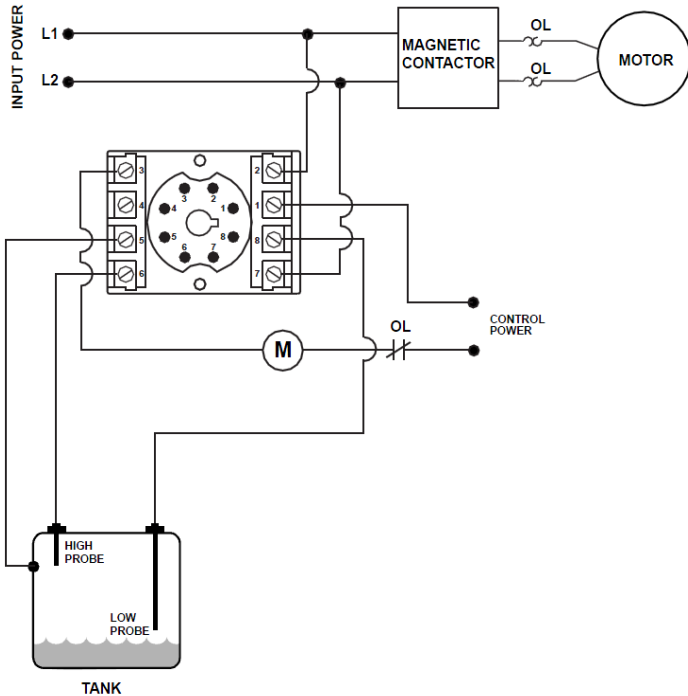 INPUT POWER
L1
L2
MAGNETIC
CONTACTOR
OL
OL
MOTOR
3
4
5
6
3
2
4
1
5
8
6
7
2
1
8
7
CONTROL
POWER
M
OL
HIGH
PROBE
LOW
PROBE
TANK